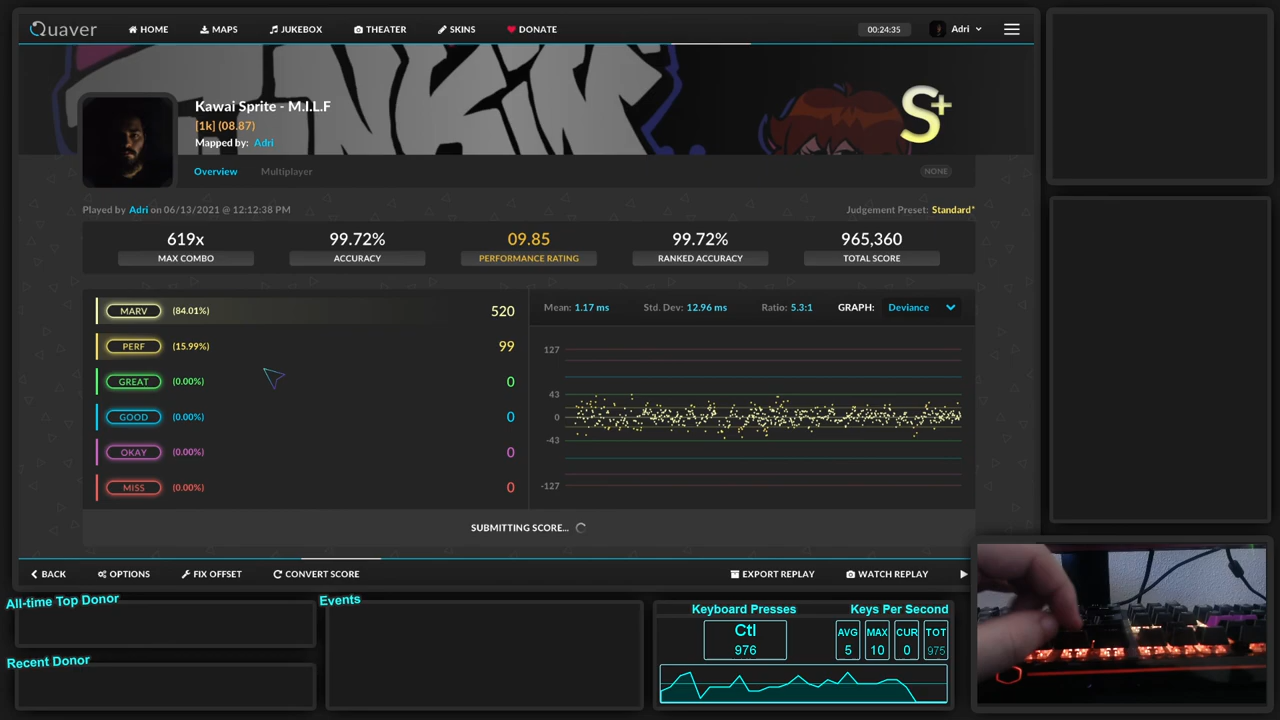 Quaver
HOME
MAPS
JUKEBOX
THEATER
SKINS
DONATE
00:24:35
Adri
Kawai Sprite - M.I.L.F
[1k] (08.87)
Mapped by: Adri
S+
Overview
Multiplayer
NONE
Played by Adri on 06/13/2021 @ 12:12:38 PM
Judgement Preset: Standard*
619x
MAX COMBO
99.72%
ACCURACY
09.85
PERFORMANCE RATING
99.72%
RANKED ACCURACY
965,360
TOTAL SCORE
MARV (84.01%) 520
PERF (15.99%) 99
GREAT (0.00%) 0
GOOD (0.00%) 0
OKAY (0.00%) 0
MISS (0.00%) 0
Mean: 1.17 ms
Std. Dev: 12.96 ms
Ratio: 5.3:1
GRAPH: Deviance
127
43
0
-43
-127
SUBMITTING SCORE...
BACK
OPTIONS
FIX OFFSET
CONVERT SCORE
EXPORT REPLAY
WATCH REPLAY
All-time Top Donor
Recent Donor
Events
Keyboard Presses
Ctl
976
Keys Per Second
AVG
5
MAX
10
CUR
0
TOT
975